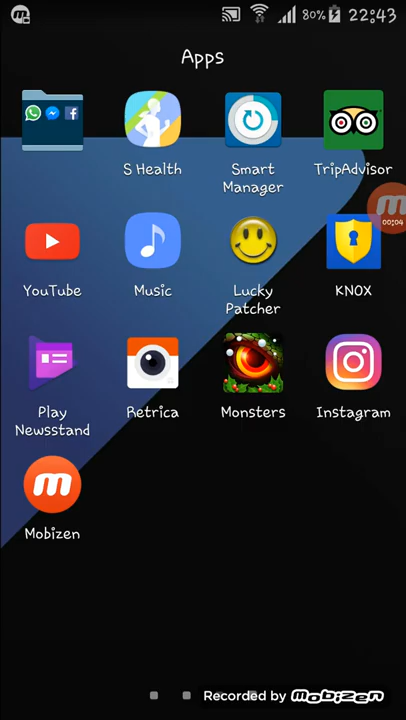 80% 22:43
Apps
S Health
Smart
Manager
TripAdvisor
00:04
YouTube
Music
Lucky
Patcher
KNOX
Play
Newsstand
Retrica
Monsters
Instagram
Mobizen
Recorded by mobizen